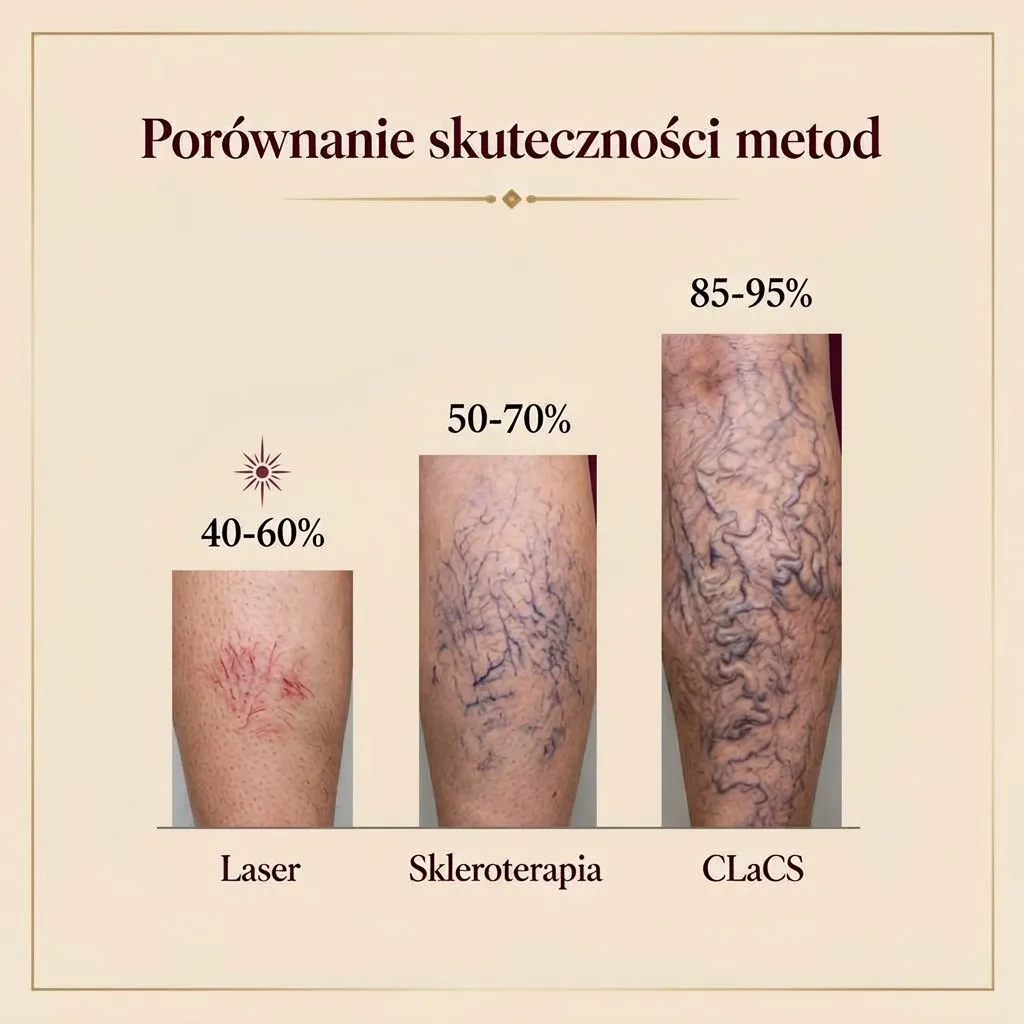 Porównanie skuteczności metod
85-95%
50-70%
40-60%
Laser
Skleroterapia
CLaCS